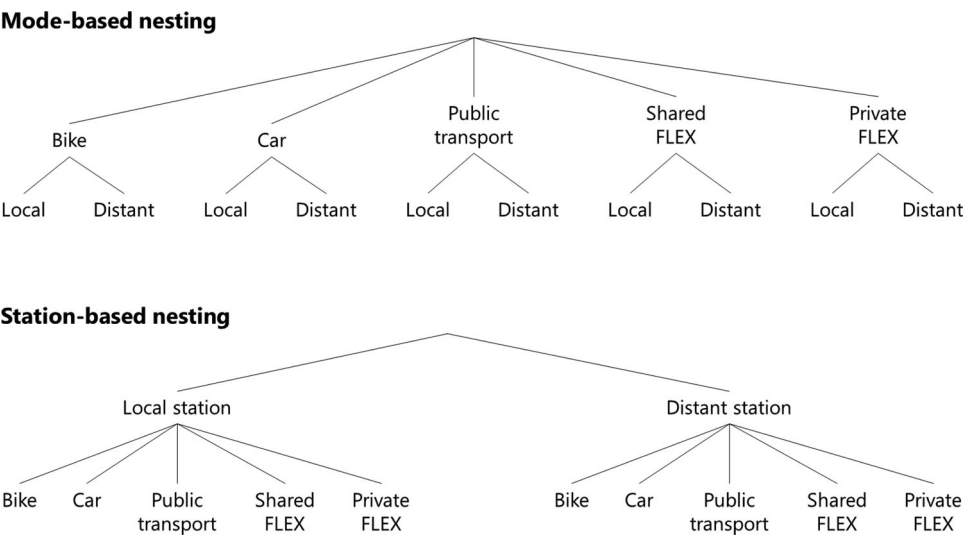 Mode-based nesting
Bike
Car
Public
transport
Shared
FLEX
Private
FLEX
Local Distant Local Distant Local Distant Local Distant Local Distant
Station-based nesting
Local station
Distant station
Bike
Car
Public
transport
Shared
FLEX
Private
FLEX
Bike
Car
Public
transport
Shared
FLEX
Private
FLEX